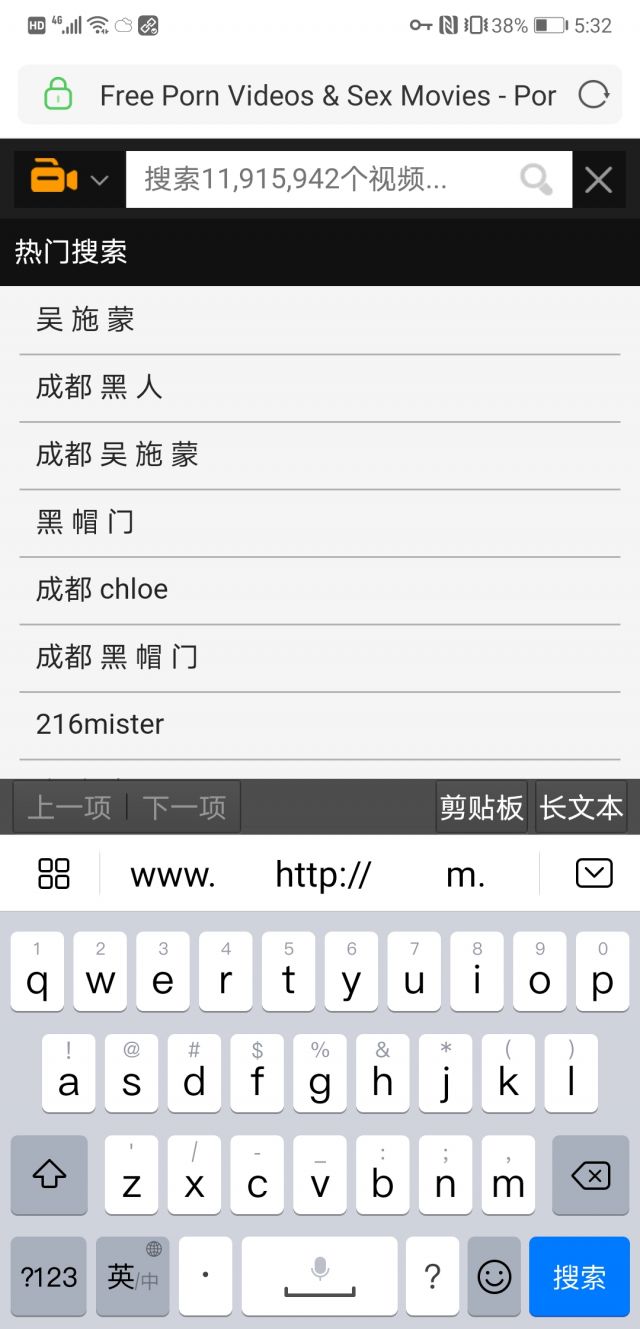 HD 4G 38% 5:32
Free Porn Videos & Sex Movies - Por
搜索11,915,942个视频...
热门搜索
吴 施 蒙
成都 黑 人
成都 吴 施 蒙
黑 帽 门
成都 chloe
成都 黑 帽 门
216mister
上一项 下一项 剪贴板 长文本
www. http:// m.
1 2 3 4 5 6 7 8 9 0
q w e r t y u i o p
! @ # $ % & * ( )
a s d f g h j k l
' / - _ : ; ,
z x c v b n m
?123 英/中 · ? 搜索